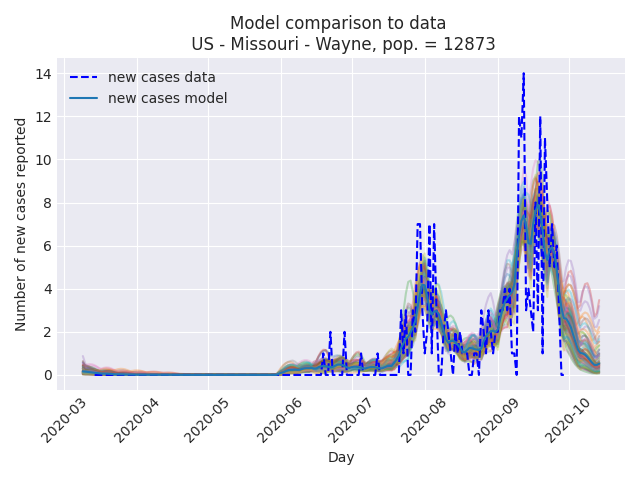 Model comparison to data
US - Missouri - Wayne, pop. = 12873
new cases data
new cases model
Number of new cases reported
14
12
10
8
6
4
2
0
2020-03
2020-04
2020-05
2020-06
2020-07
2020-08
2020-09
2020-10
Day